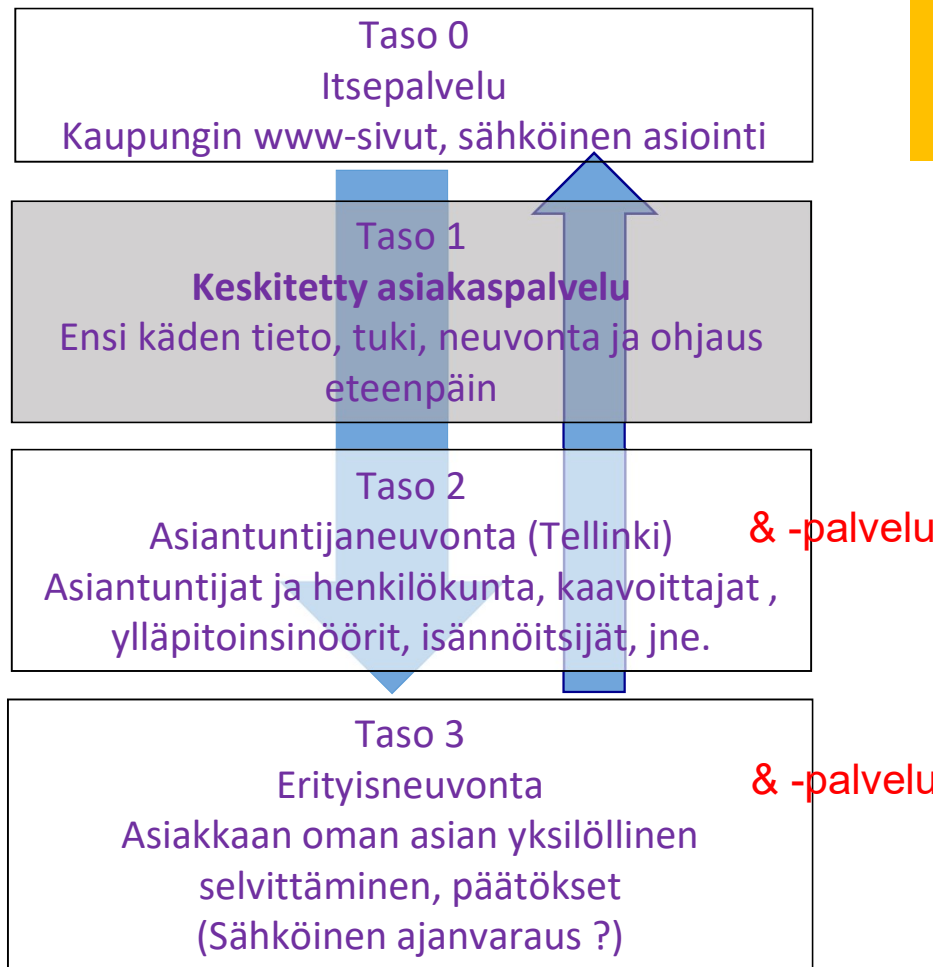 Taso 0
Itsepalvelu
Kaupungin www-sivut, sähköinen asiointi
Taso 1
Keskitetty asiakaspalvelu
Ensi käden tieto, tuki, neuvonta ja ohjaus
eteenpäin
Taso 2
Asiantuntijaneuvonta (Tellinki)
& -palvelu
Asiantuntijat ja henkilökunta, kaavoittajat ,
ylläpitoinsinöörit, isännöitsijät, jne.
Taso 3
Erityisneuvonta
& -palvelu
Asiakkaan oman asian yksilöllinen
selvittäminen, päätökset
(Sähköinen ajanvaraus ?)